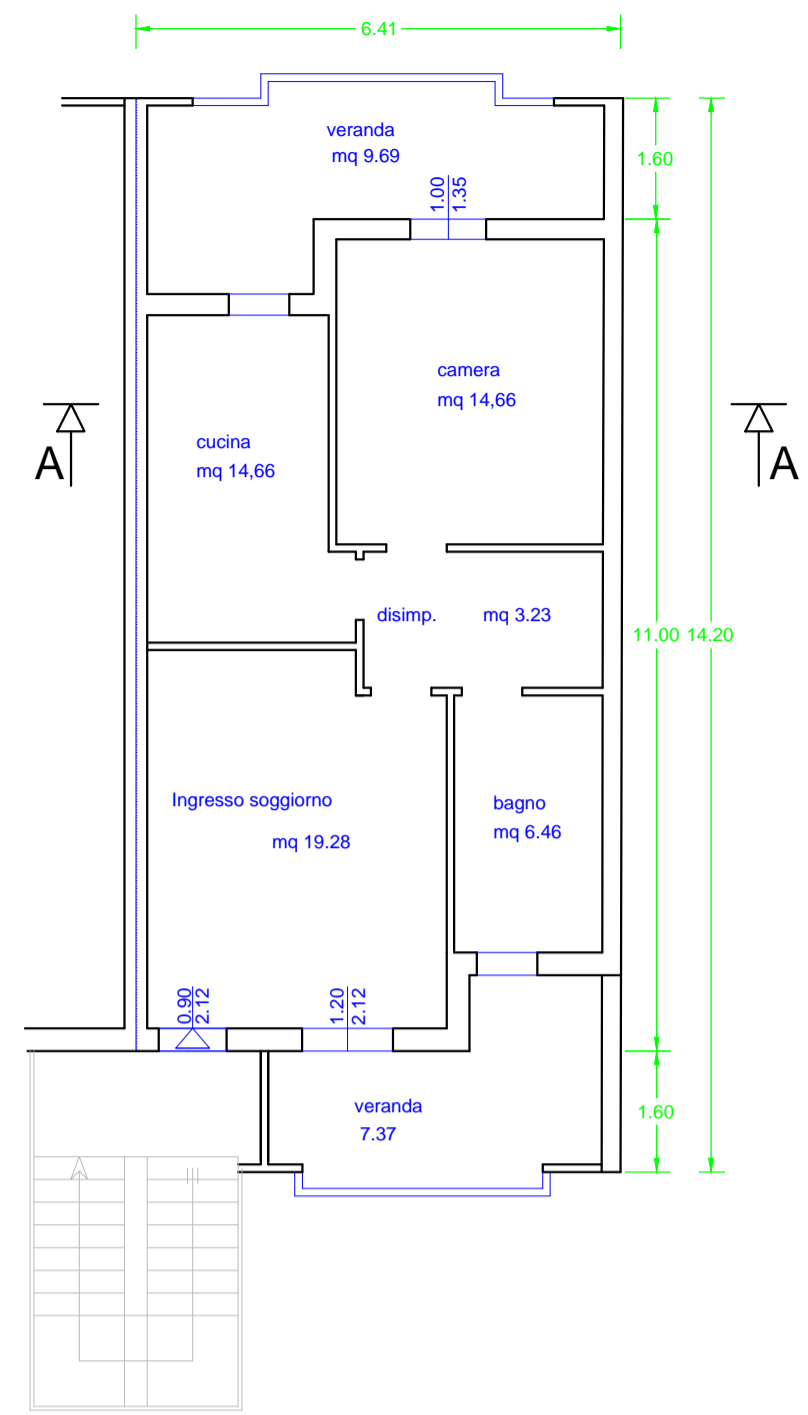 6.41
veranda
mq 9.69
1.60
1.00
1.35
camera
mq 14,66
A
A
cucina
mq 14,66
disimp. mq 3.23
11.00 14.20
Ingresso soggiorno
mq 19.28
bagno
mq 6.46
0.90
2.12
1.20
2.12
veranda
7.37
1.60